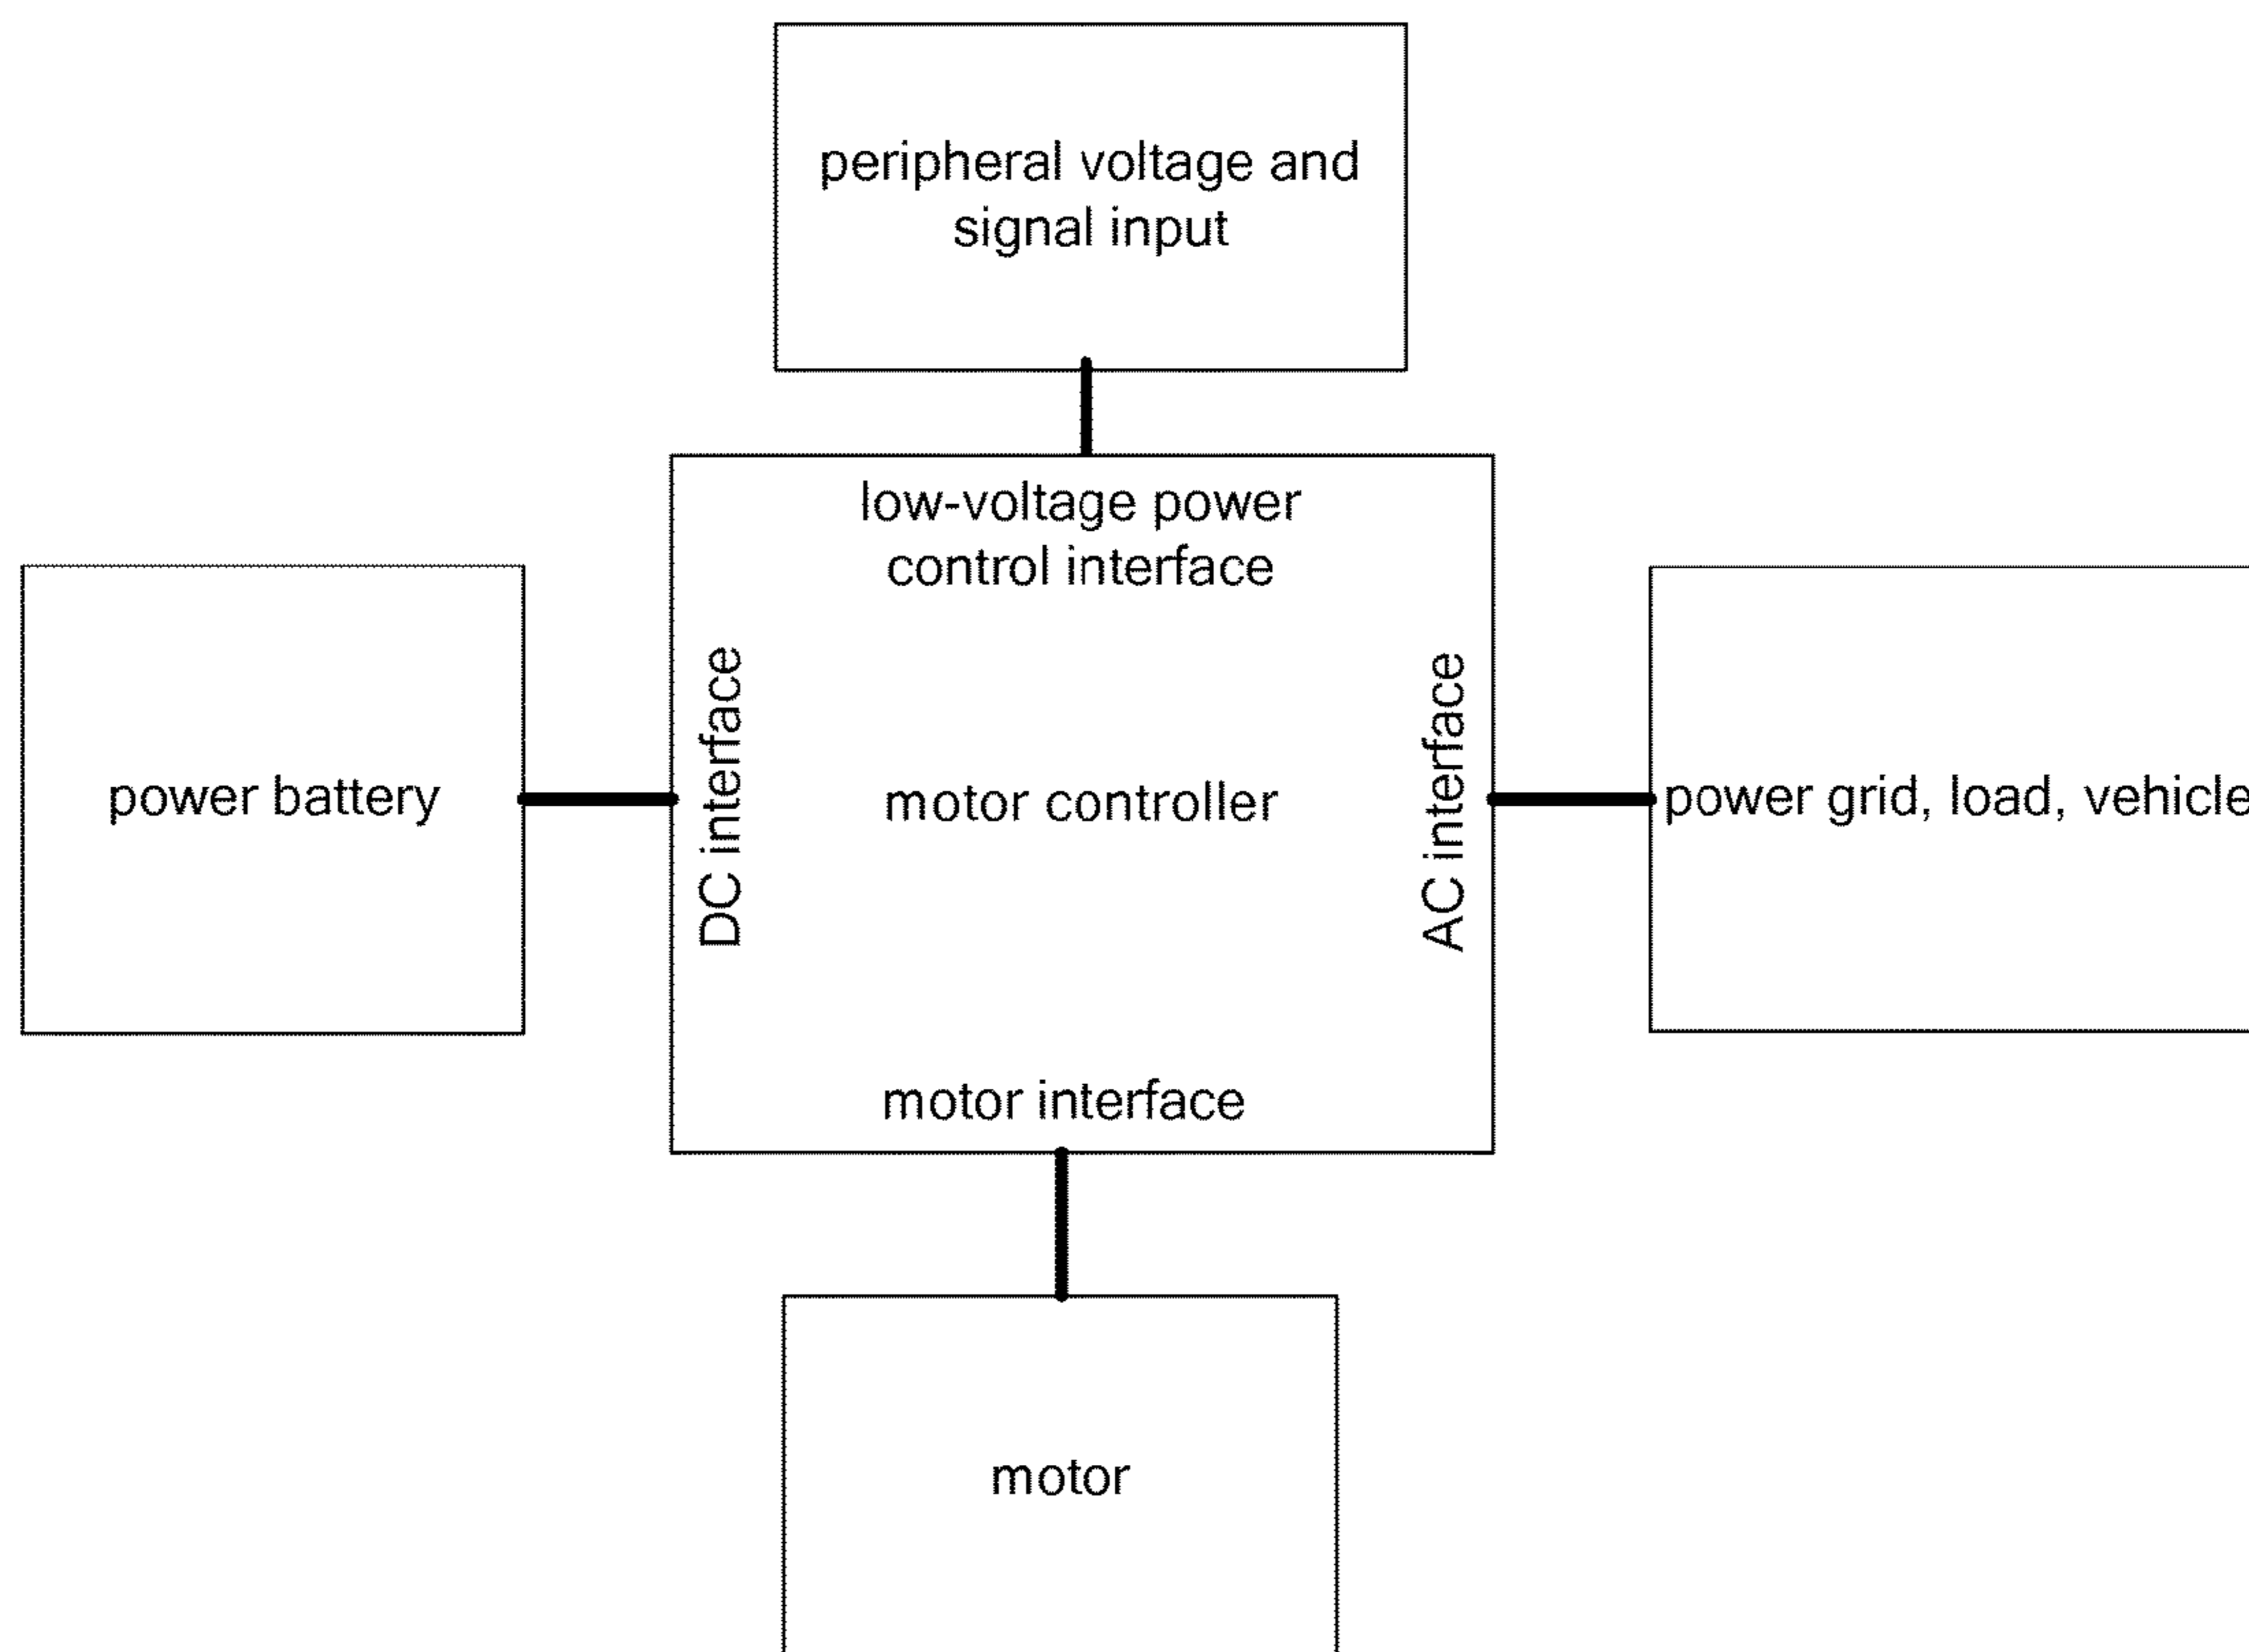 peripheral voltage and
signal input
low-voltage power
control interface
power battery
DC interface
motor controller
AC interface
power grid, load, vehicle
motor interface
motor